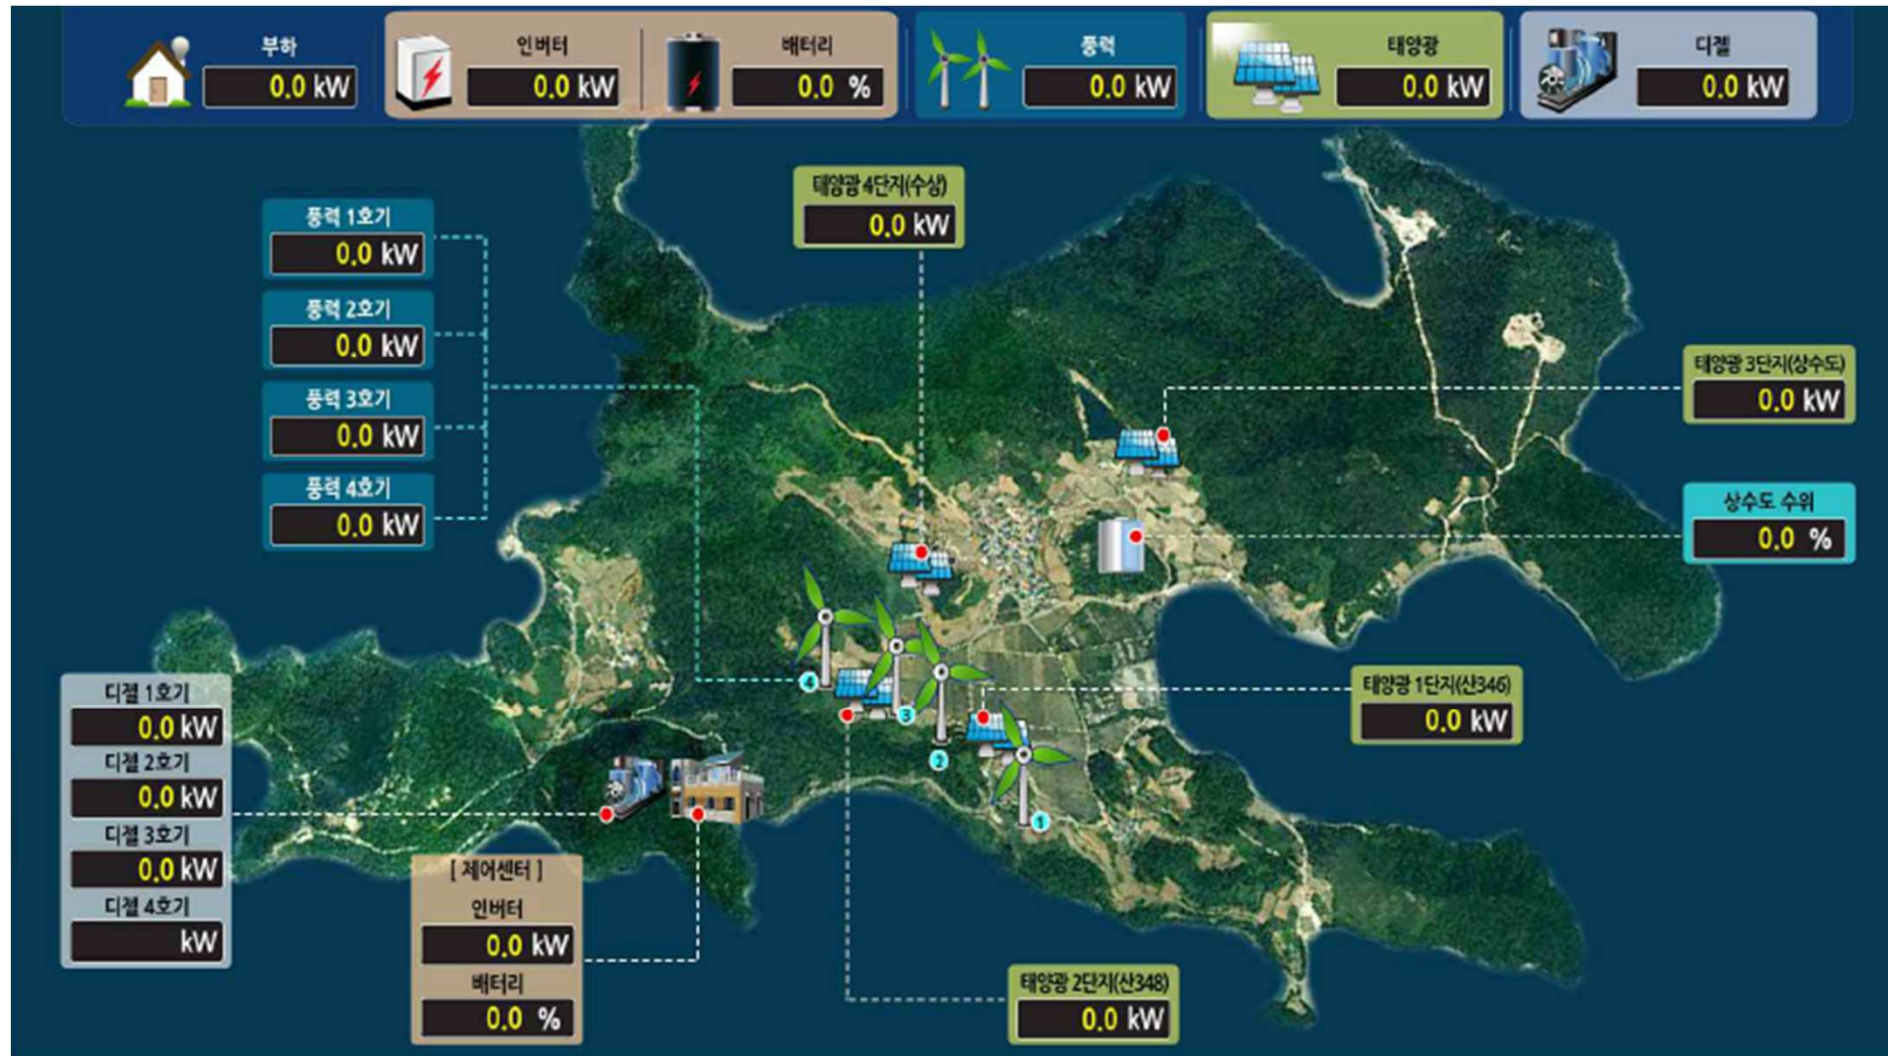 부하
0.0 kW
인버터
0.0 kW
배터리
0.0 %
풍력
0.0 kW
태양광
0.0 kW
디젤
0.0 kW
태양광 4단지(수상)
0.0 kW
풍력 1호기
0.0 kW
풍력 2호기
0.0 kW
풍력 3호기
0.0 kW
풍력 4호기
0.0 kW
태양광 3단지(상수도)
0.0 kW
상수도 수위
0.0 %
태양광 1단지(산346)
0.0 kW
4
3
2
1
디젤 1호기
0.0 kW
디젤 2호기
0.0 kW
디젤 3호기
0.0 kW
디젤 4호기
kW
[ 제어센터 ]
인버터
0.0 kW
배터리
0.0 %
태양광 2단지(산348)
0.0 kW